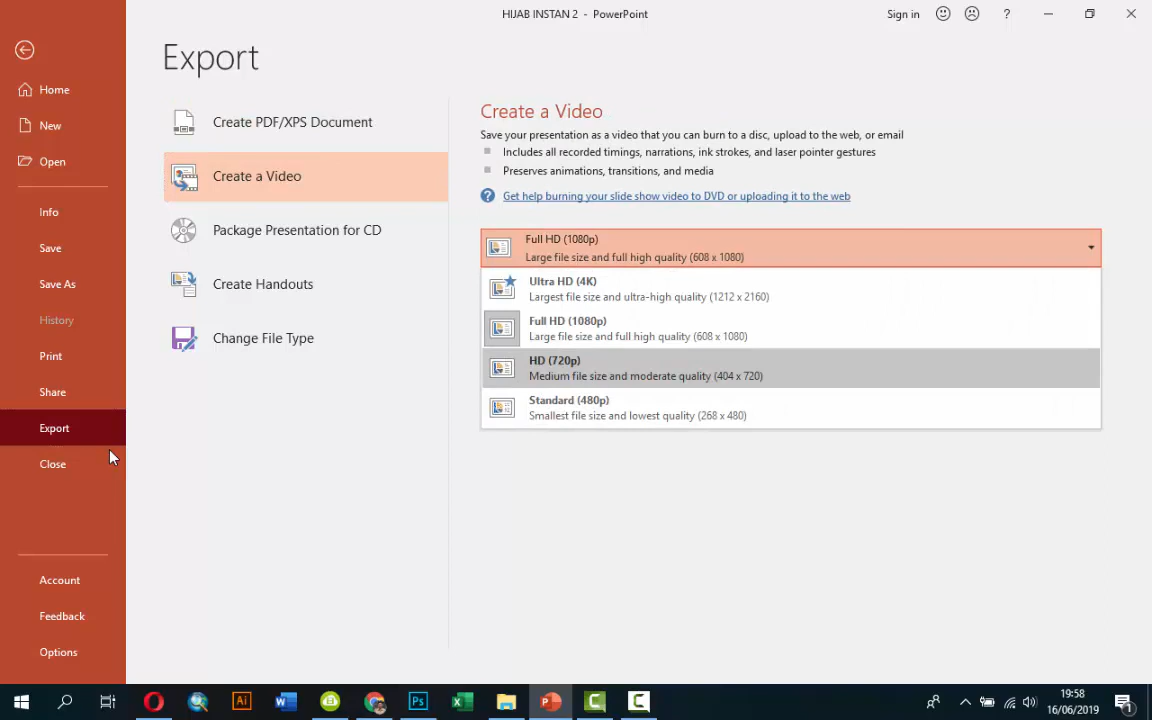 HIJAB INSTAN 2 - PowerPoint
Sign in
?
Export
Home
New
Open
Info
Save
Save As
History
Print
Share
Export
Close
Account
Feedback
Options
Create PDF/XPS Document
Create a Video
Package Presentation for CD
Create Handouts
Change File Type
Create a Video
Save your presentation as a video that you can burn to a disc, upload to the web, or email
Includes all recorded timings, narrations, ink strokes, and laser pointer gestures
Preserves animations, transitions, and media
? Get help burning your slide show video to DVD or uploading it to the web
Full HD (1080p)
Large file size and full high quality (608 x 1080)
Ultra HD (4K)
Largest file size and ultra-high quality (1212 x 2160)
Full HD (1080p)
Large file size and full high quality (608 x 1080)
HD (720p)
Medium file size and moderate quality (404 x 720)
Standard (480p)
Smallest file size and lowest quality (268 x 480)
Ai
Ps
19:58
16/06/2019
1